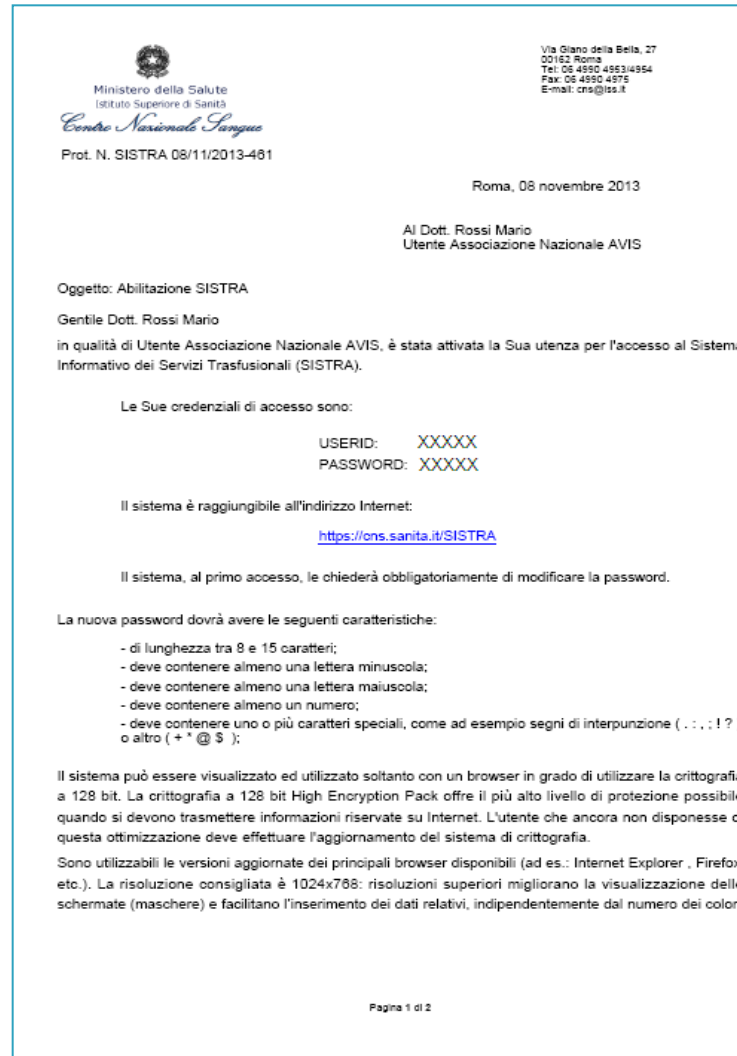 Ministero della Salute
Istituto Superiore di Sanità
Centro Nazionale Sangue
Via Giano della Bella, 27
00162 Roma
Tel: 06 4990 4953/4954
Fax: 06 4990 4975
E-mail: cns@iss.it
Prot. N. SISTRA 08/11/2013-461
Roma, 08 novembre 2013
Al Dott. Rossi Mario
Utente Associazione Nazionale AVIS
Oggetto: Abilitazione SISTRA
Gentile Dott. Rossi Mario
in qualità di Utente Associazione Nazionale AVIS, è stata attivata la Sua utenza per l'accesso al Sistema
Informativo dei Servizi Trasfusionali (SISTRA).
Le Sue credenziali di accesso sono:
USERID: XXXXX
PASSWORD: XXXXX
Il sistema è raggiungibile all'indirizzo Internet:
https://cns.sanita.it/SISTRA
Il sistema, al primo accesso, le chiederà obbligatoriamente di modificare la password.
La nuova password dovrà avere le seguenti caratteristiche:
- di lunghezza tra 8 e 15 caratteri;
- deve contenere almeno una lettera minuscola;
- deve contenere almeno una lettera maiuscola;
- deve contenere almeno un numero;
- deve contenere uno o più caratteri speciali, come ad esempio segni di interpunzione ( . : , ; ! ?
o altro ( + * @ $ );
Il sistema può essere visualizzato ed utilizzato soltanto con un browser in grado di utilizzare la crittografia
a 128 bit. La crittografia a 128 bit High Encryption Pack offre il più alto livello di protezione possibile
quando si devono trasmettere informazioni riservate su Internet. L'utente che ancora non disponesse d
questa ottimizzazione deve effettuare l'aggiornamento del sistema di crittografia.
Sono utilizzabili le versioni aggiornate dei principali browser disponibili (ad es.: Internet Explorer , Firefox
etc.). La risoluzione consigliata è 1024x768: risoluzioni superiori migliorano la visualizzazione delle
schermate (maschere) e facilitano l'inserimento dei dati relativi, indipendentemente dal numero dei color
Pagina 1 di 2